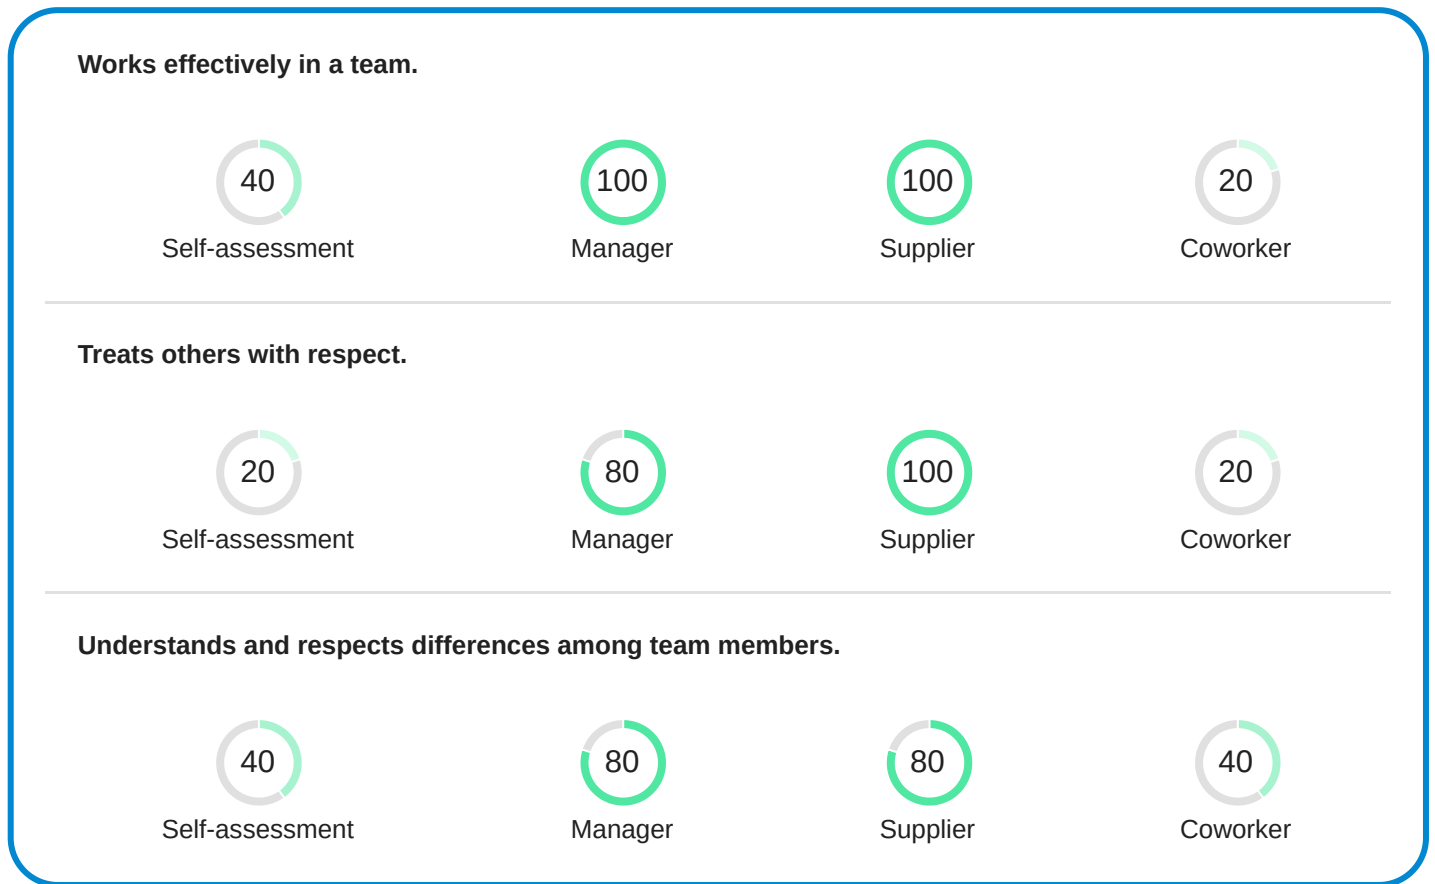 Works effectively in a team.
40 100 100 20
Self-assessment Manager Supplier Coworker
Treats others with respect.
20 80 100 20
Self-assessment Manager Supplier Coworker
Understands and respects differences among team members.
40 80 80 40
Self-assessment Manager Supplier Coworker